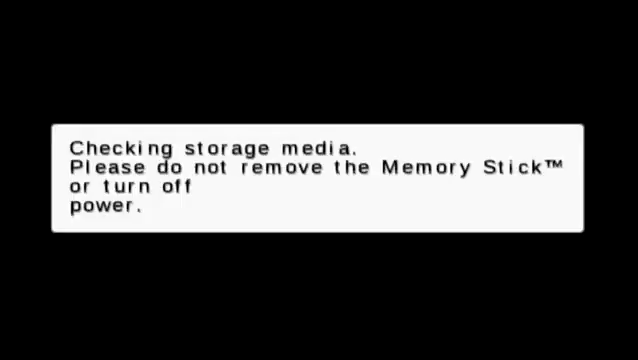 Checking storage media.
Please do not remove the Memory Stick™
or turn off
power.